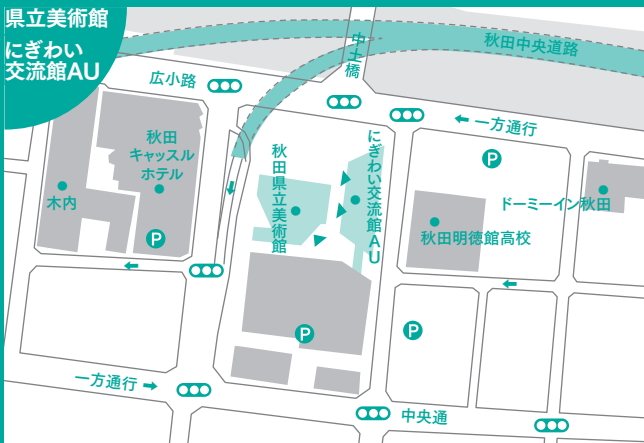 県立美術館
にぎわい
交流館AU
中土橋
秋田中央道路
広小路
一方通行
秋田
キャッスル
ホテル
木内
秋田県立美術館
にぎわい交流館AU
P
ドーミーイン秋田
秋田明徳館高校
P
P
P
一方通行
中央通